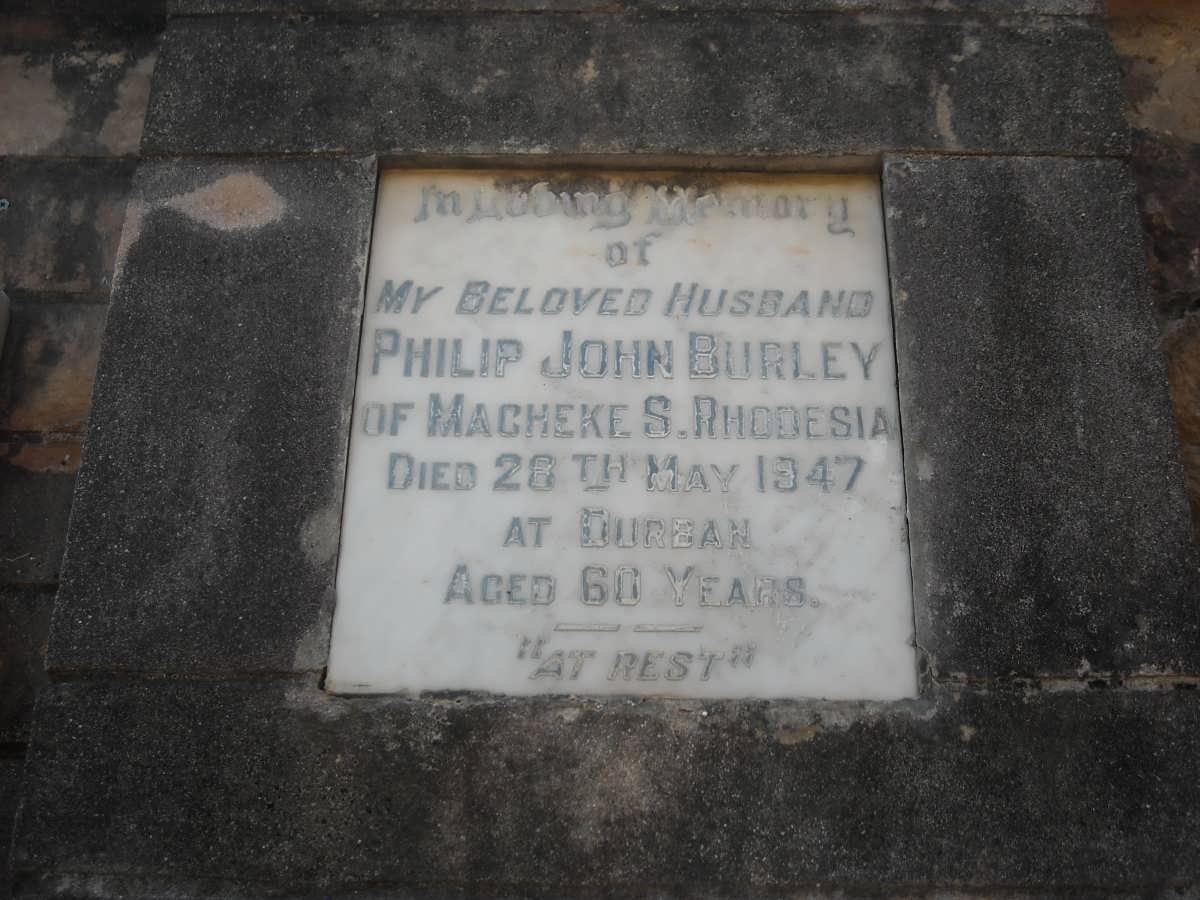 In Loving Memory
of
MY BELOVED HUSBAND
PHILIP JOHN BURLEY
OF MACHEKE S. RHODESIA
DIED 28TH MAY 1947
AT DURBAN
AGED 60 YEARS.
"AT REST"